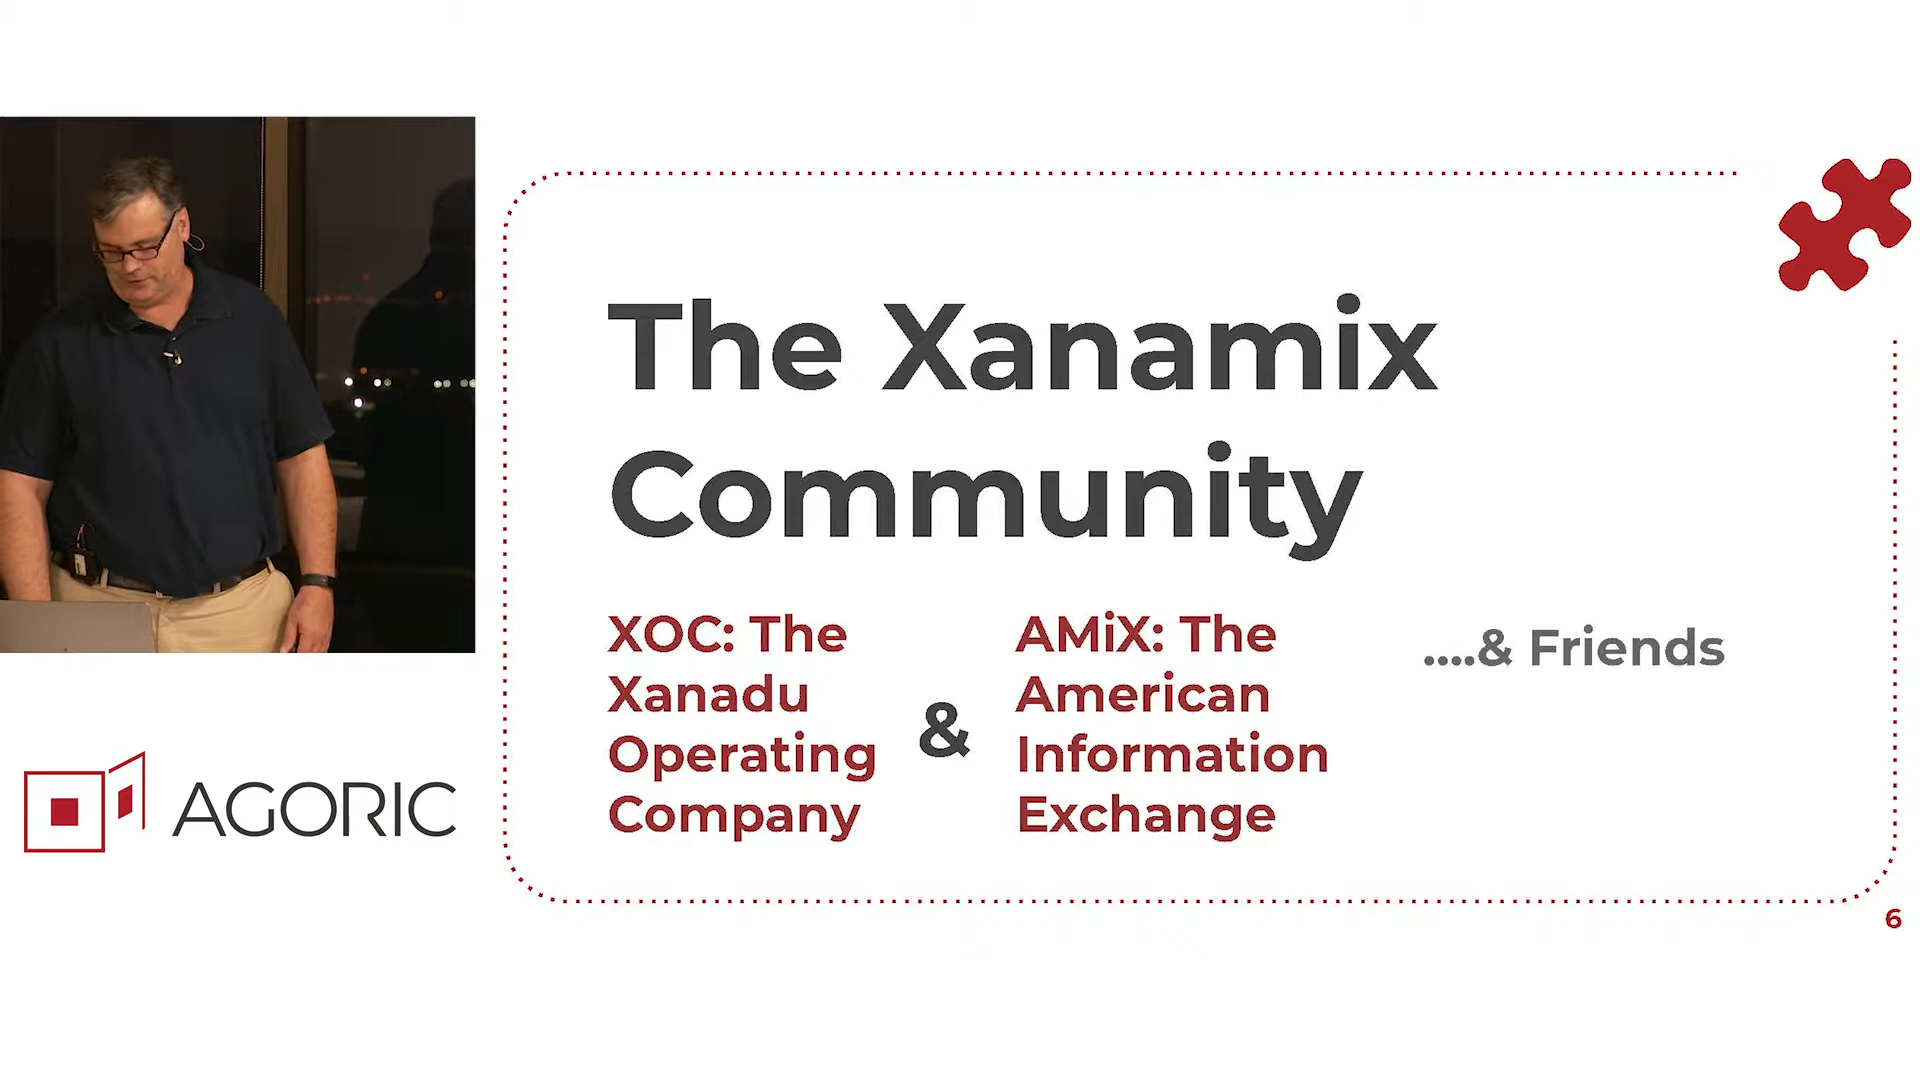 The Xanamix
Community
XOC: The
Xanadu
Operating
Company
&
AMiX: The
American
Information
Exchange
....& Friends
AGORIC
6